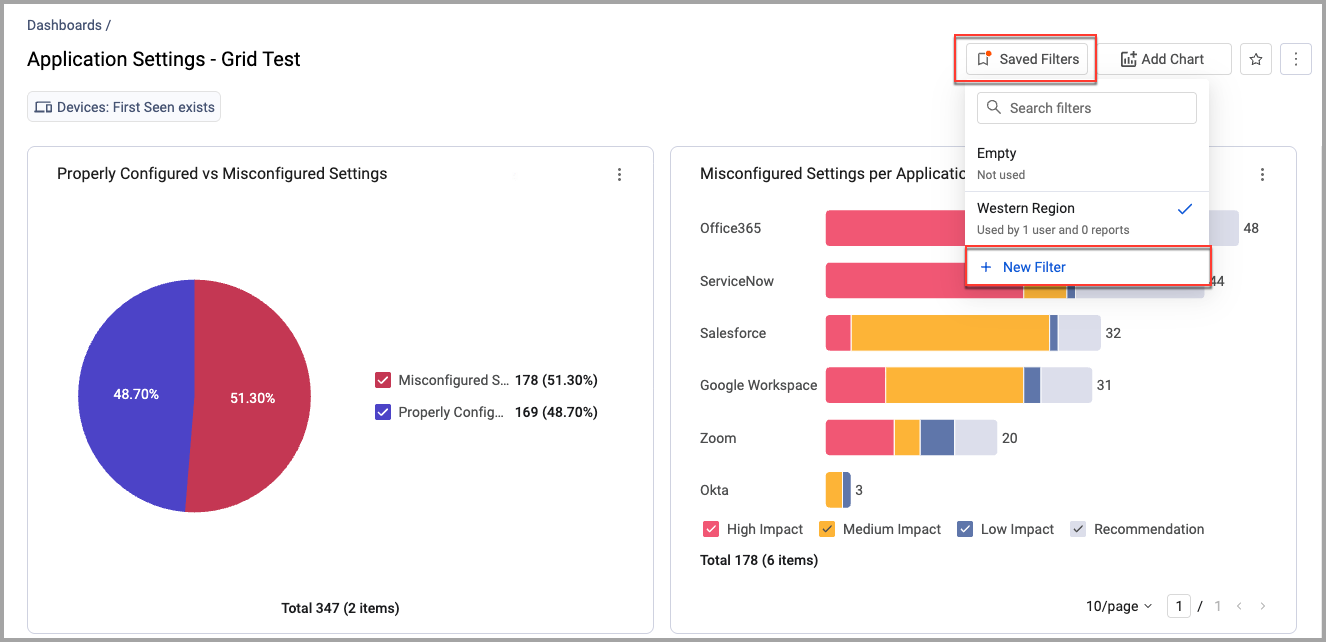 Dashboards /
Application Settings - Grid Test
Saved Filters
Add Chart
Devices: First Seen exists
Search filters
Empty
Not used
Western Region
Used by 1 user and 0 reports
+ New Filter
Properly Configured vs Misconfigured Settings
48.70%
51.30%
Misconfigured S... 178 (51.30%)
Properly Config... 169 (48.70%)
Total 347 (2 items)
Misconfigured Settings per Applicatio
Office365 48
ServiceNow 44
Salesforce 32
Google Workspace 31
Zoom 20
Okta 3
High Impact Medium Impact Low Impact Recommendation
Total 178 (6 items)
10/page 1 / 1